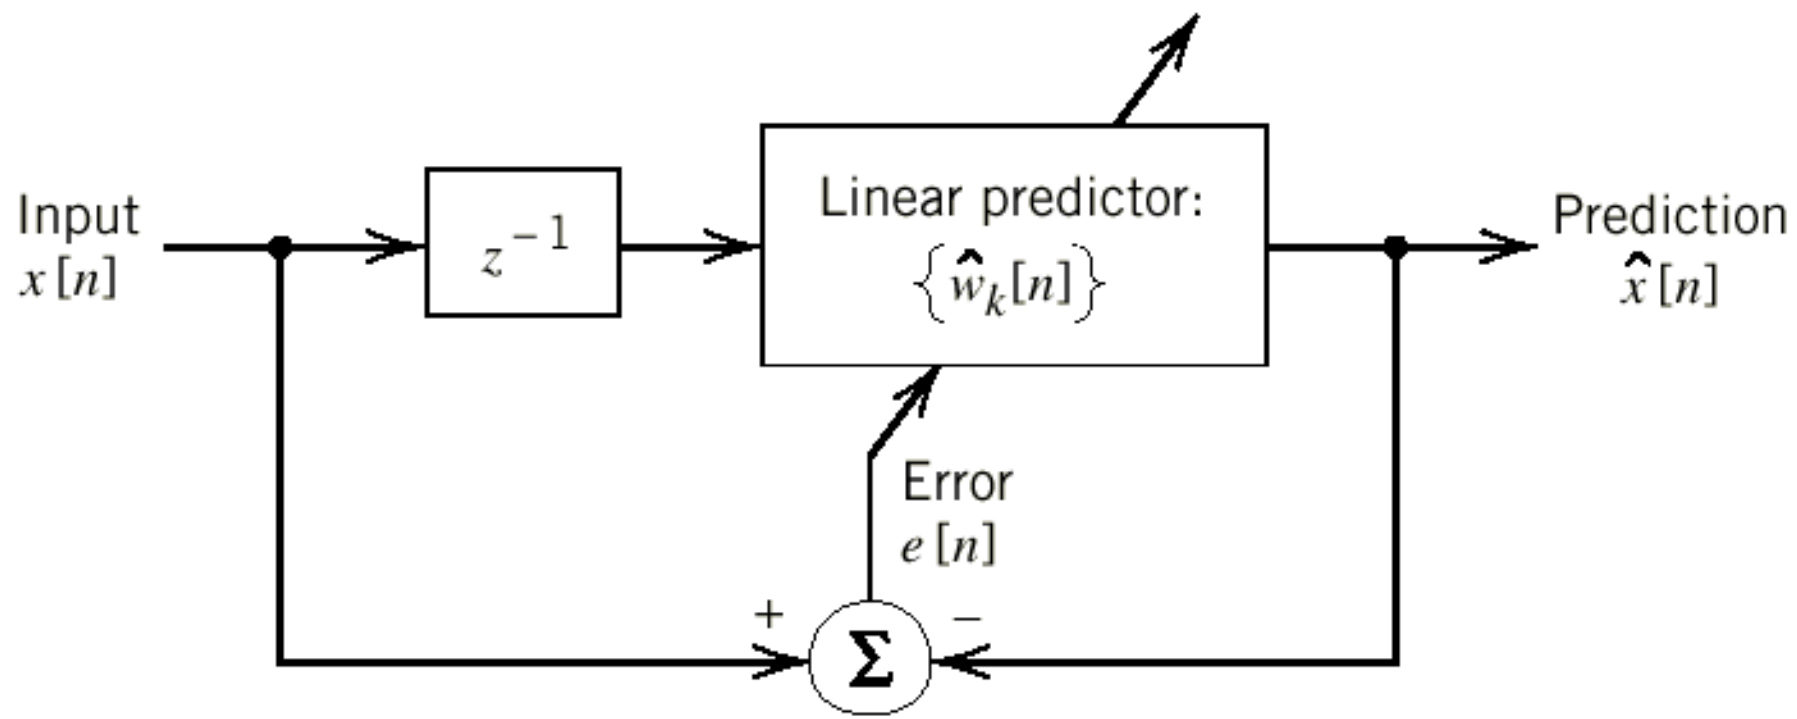 Input
x [n]
z⁻¹
Linear predictor:
{ŵₖ[n]}
Prediction
x̂ [n]
Error
e [n]
+
−
Σ